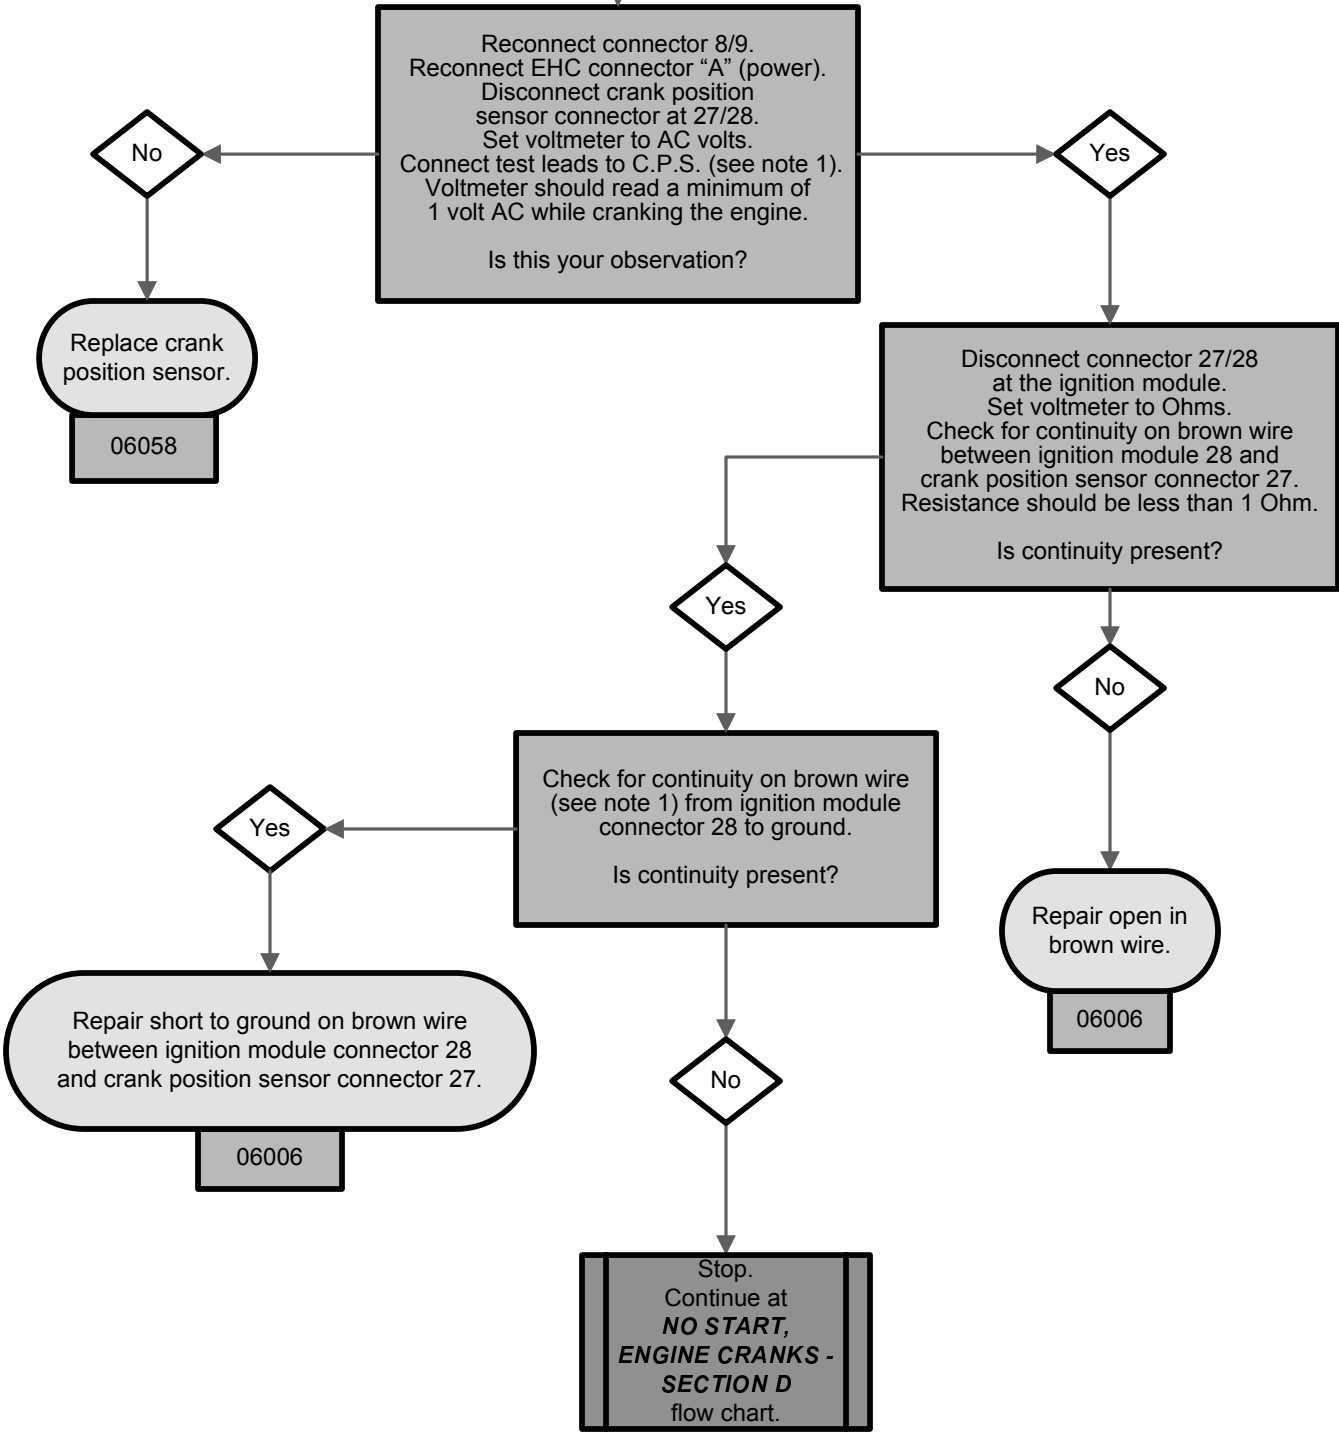 Reconnect connector 8/9.
Reconnect EHC connector “A” (power).
Disconnect crank position
sensor connector at 27/28.
Set voltmeter to AC volts.
Connect test leads to C.P.S. (see note 1).
Voltmeter should read a minimum of
1 volt AC while cranking the engine.
Is this your observation?
No
Yes
Replace crank
position sensor.
06058
Disconnect connector 27/28
at the ignition module.
Set voltmeter to Ohms.
Check for continuity on brown wire
between ignition module 28 and
crank position sensor connector 27.
Resistance should be less than 1 Ohm.
Is continuity present?
Yes
No
Check for continuity on brown wire
(see note 1) from ignition module
connector 28 to ground.
Is continuity present?
Yes
Repair open in
brown wire.
06006
Repair short to ground on brown wire
between ignition module connector 28
and crank position sensor connector 27.
06006
No
Stop.
Continue at
NO START,
ENGINE CRANKS -
SECTION D
flow chart.